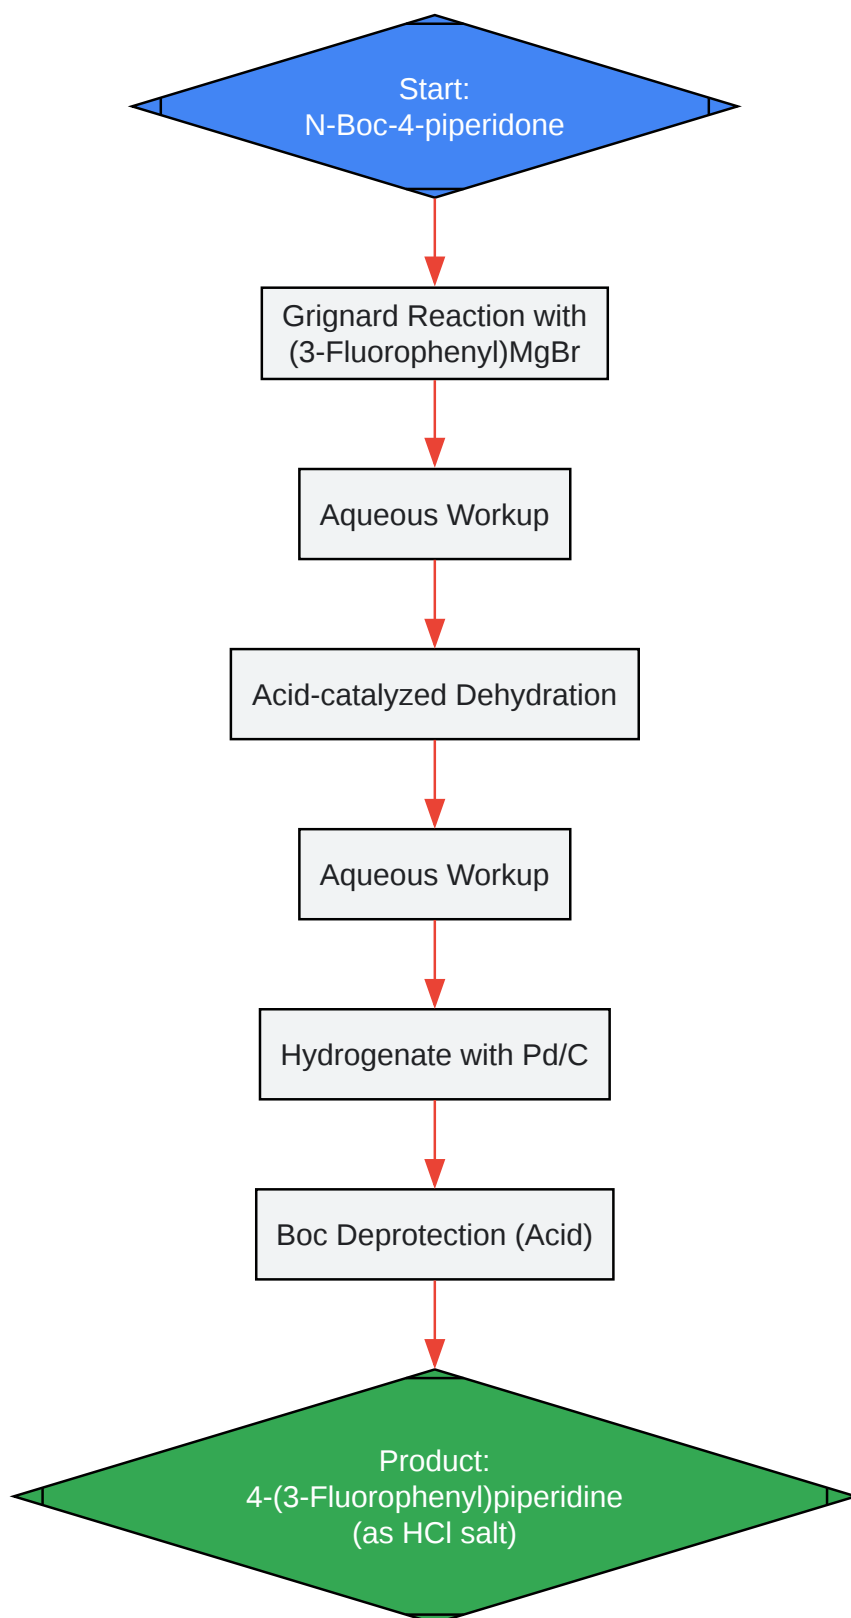 Start:
N-Boc-4-piperidone
Grignard Reaction with
(3-Fluorophenyl)MgBr
Aqueous Workup
Acid-catalyzed Dehydration
Aqueous Workup
Hydrogenate with Pd/C
Boc Deprotection (Acid)
Product:
4-(3-Fluorophenyl)piperidine
(as HCl salt)